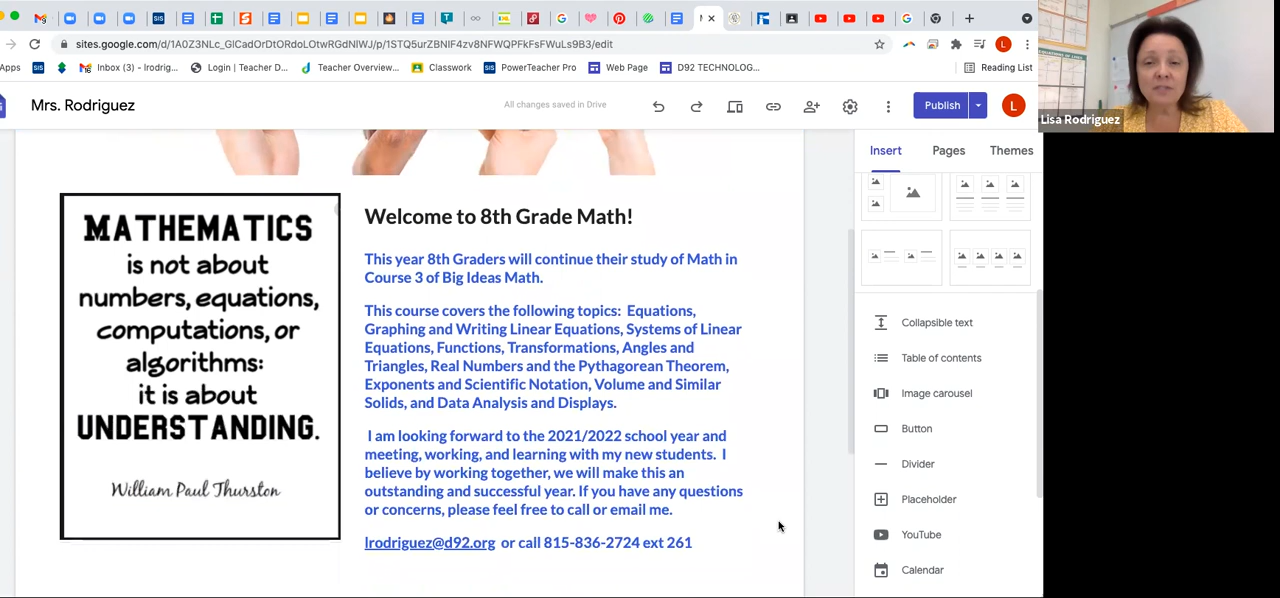 sites.google.com/d/1A0Z3NLc_GlCadOrDtORdoLOtwRGdNIWJ/p/1STQ5urZBNIF4zv8NFWQPFkFsFWuLs9B3/edit
Apps
SIS
Inbox (3) - lrodrig...
Login | Teacher D...
Teacher Overview...
Classwork
SIS
PowerTeacher Pro
Web Page
D92 TECHNOLOG...
Reading List
Mrs. Rodriguez
All changes saved in Drive
Publish
L
Lisa Rodriguez
Insert
Pages
Themes
MATHEMATICS
is not about
numbers, equations,
computations, or
algorithms:
it is about
UNDERSTANDING.
William Paul Thurston
Welcome to 8th Grade Math!
This year 8th Graders will continue their study of Math in
Course 3 of Big Ideas Math.
This course covers the following topics:  Equations,
Graphing and Writing Linear Equations, Systems of Linear
Equations, Functions, Transformations, Angles and
Triangles, Real Numbers and the Pythagorean Theorem,
Exponents and Scientific Notation, Volume and Similar
Solids, and Data Analysis and Displays.
I am looking forward to the 2021/2022 school year and
meeting, working, and learning with my new students.  I
believe by working together, we will make this an
outstanding and successful year. If you have any questions
or concerns, please feel free to call or email me.
lrodriguez@d92.org  or call 815-836-2724 ext 261
Collapsible text
Table of contents
Image carousel
Button
Divider
Placeholder
YouTube
Calendar